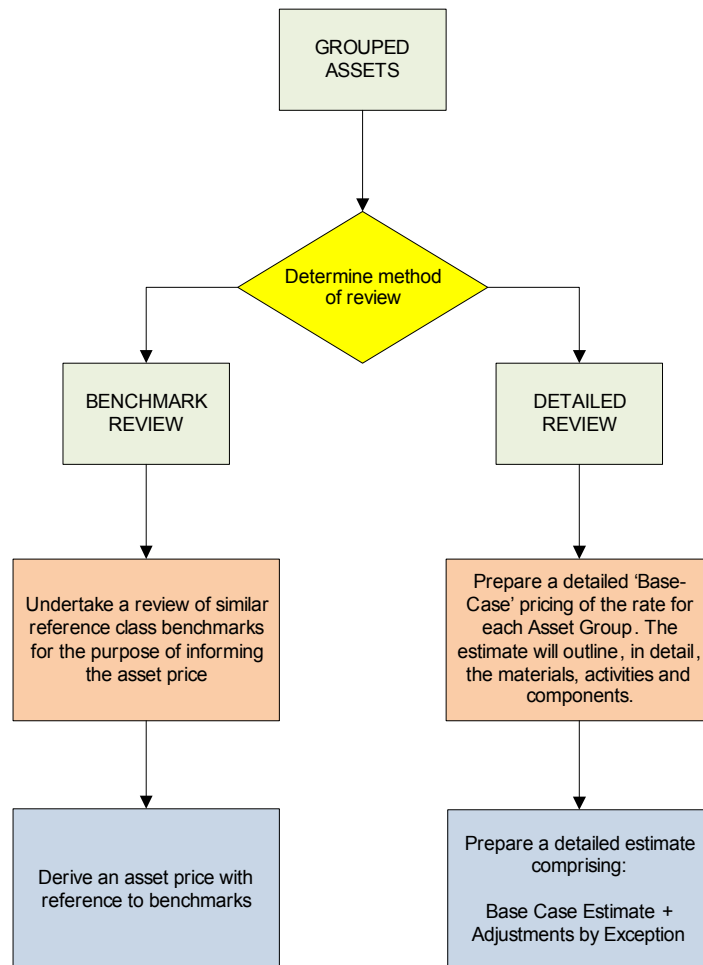 GROUPED
ASSETS
Determine method
of review
BENCHMARK
REVIEW
DETAILED
REVIEW
Undertake a review of similar
reference class benchmarks
for the purpose of informing
the asset price
Prepare a detailed ‘Base-
Case’ pricing of the rate for
each Asset Group. The
estimate will outline, in detail,
the materials, activities and
components.
Derive an asset price with
reference to benchmarks
Prepare a detailed estimate
comprising:
Base Case Estimate +
Adjustments by Exception